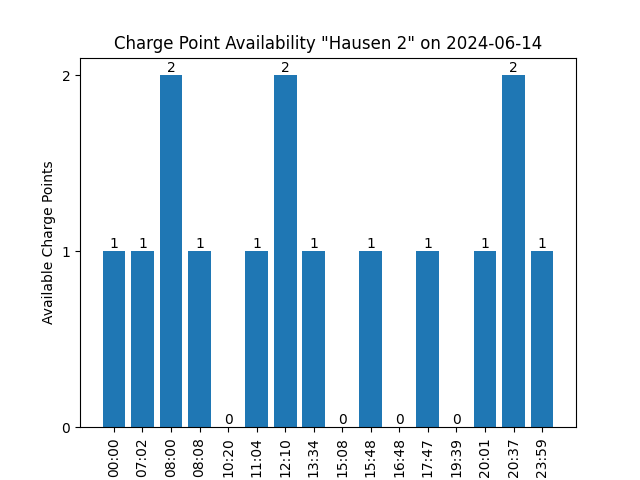 Charge Point Availability "Hausen 2" on 2024-06-14
Available Charge Points
2
1
0
1 1 2 1 0 1 2 1 0 1 0 1 0 1 2 1
00:00 07:02 08:00 08:08 10:20 11:04 12:10 13:34 15:08 15:48 16:48 17:47 19:39 20:01 20:37 23:59